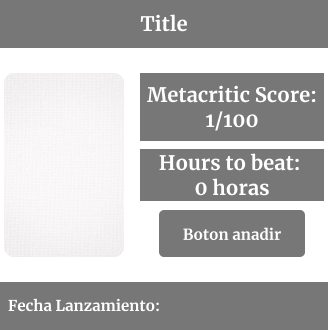 Title
Metacritic Score:
1/100
Hours to beat:
0 horas
Boton anadir
Fecha Lanzamiento: